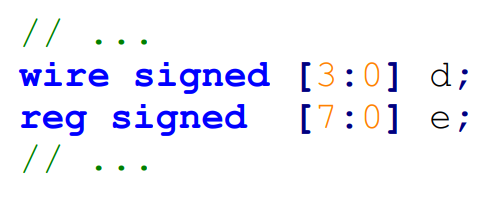 // ...
wire signed [3:0] d;
reg signed  [7:0] e;
// ...